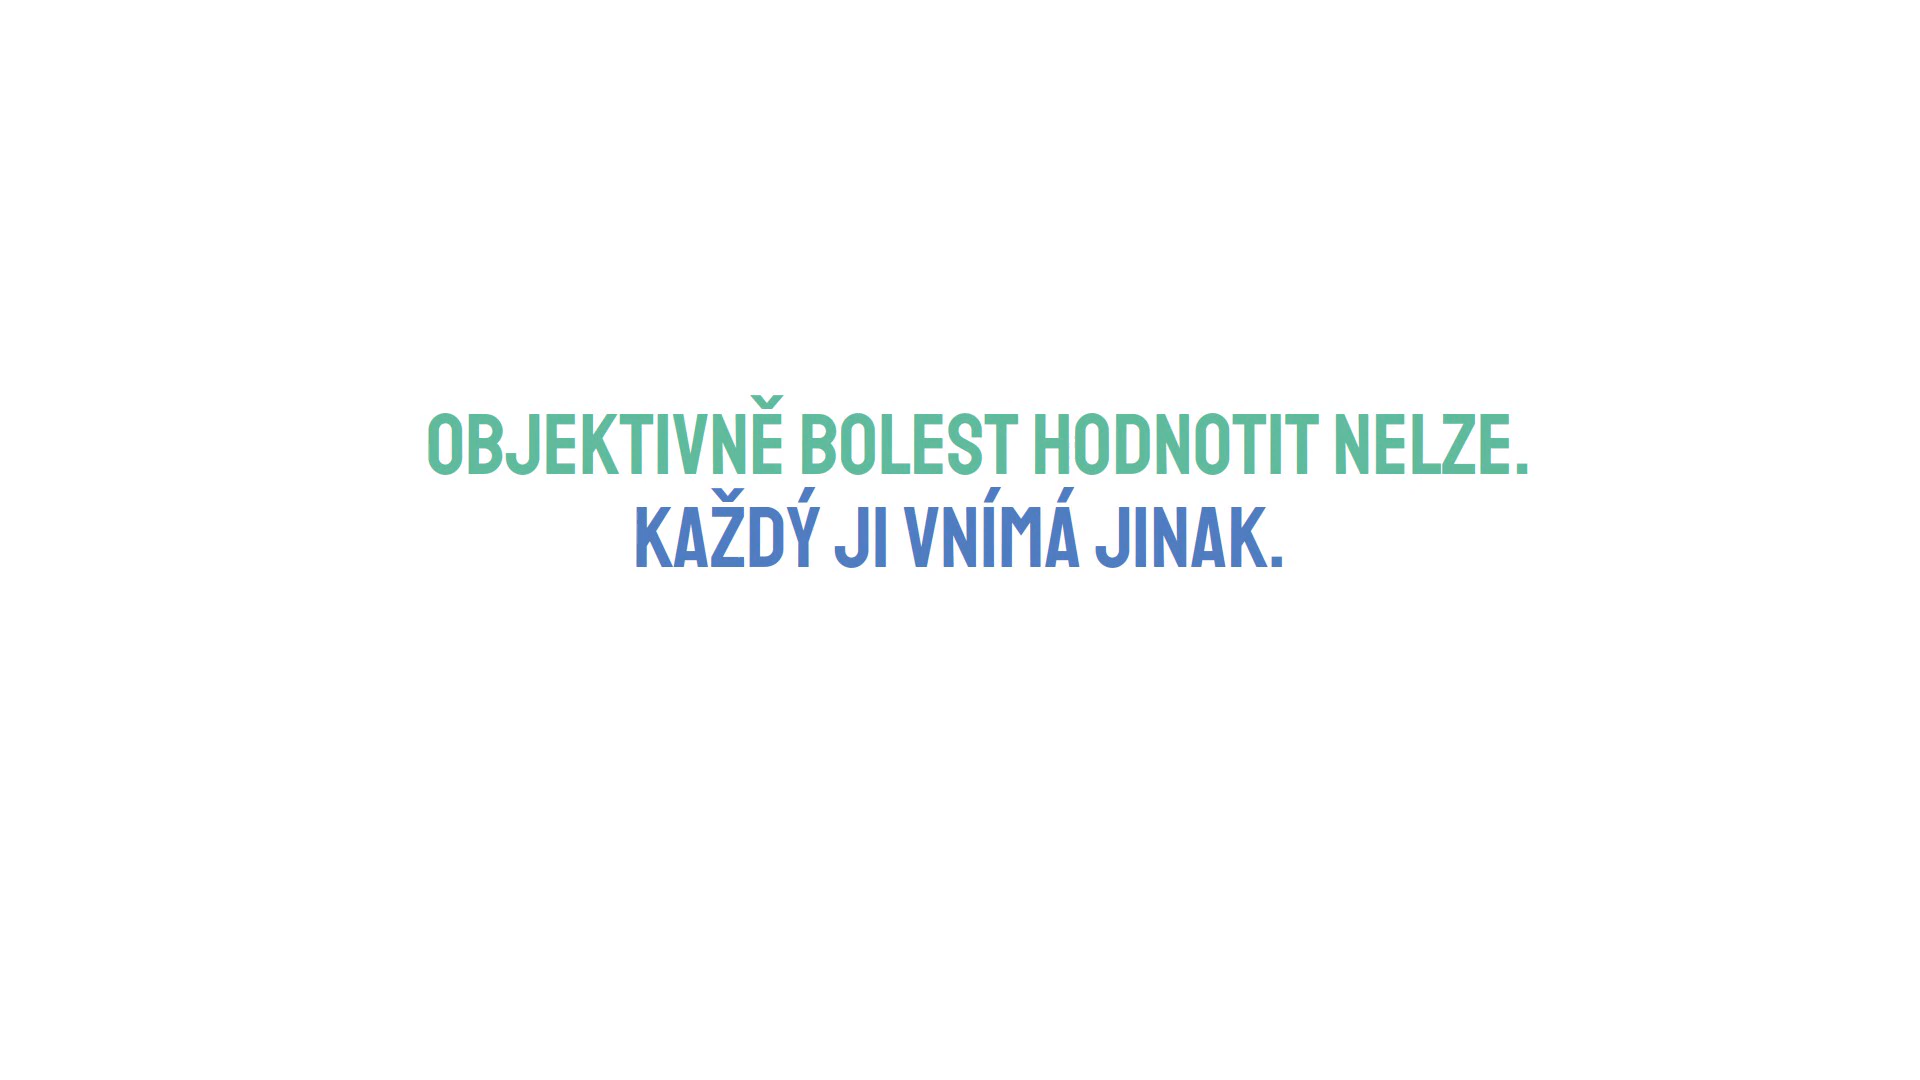 OBJEKTIVNĚ BOLEST HODNOTIT NELZE.
KAŽDÝ JI VNÍMÁ JINAK.